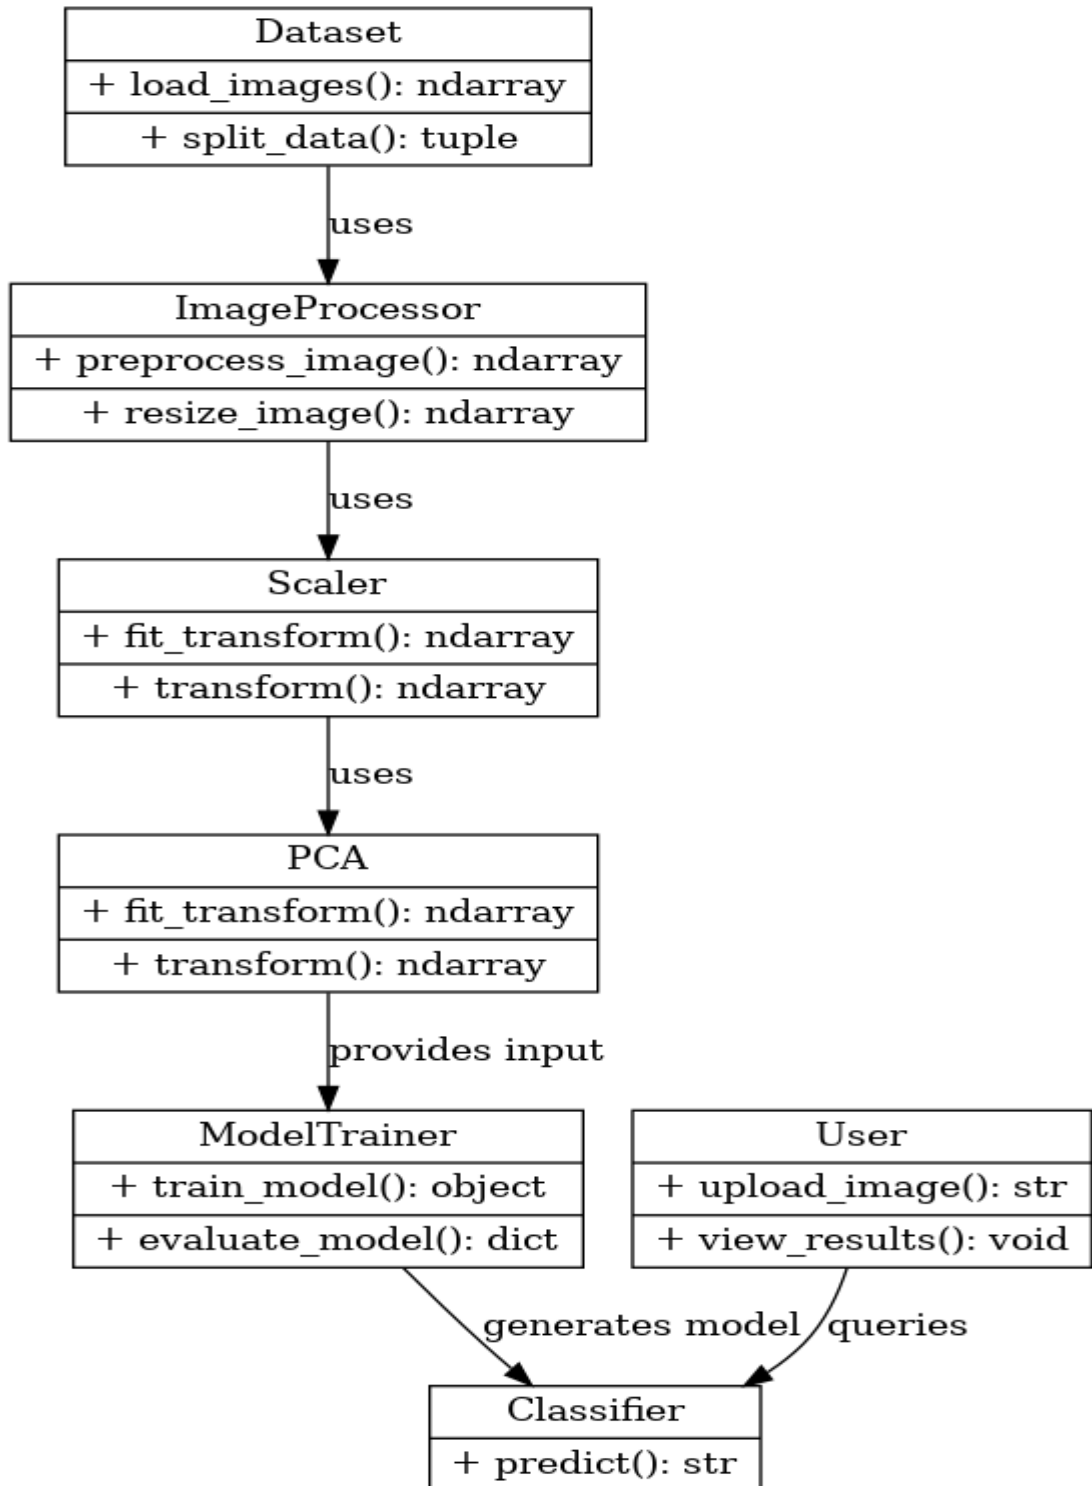 Dataset
+ load_images(): ndarray
+ split_data(): tuple
uses
ImageProcessor
+ preprocess_image(): ndarray
+ resize_image(): ndarray
uses
Scaler
+ fit_transform(): ndarray
+ transform(): ndarray
uses
PCA
+ fit_transform(): ndarray
+ transform(): ndarray
provides input
ModelTrainer
+ train_model(): object
+ evaluate_model(): dict
User
+ upload_image(): str
+ view_results(): void
generates model
queries
Classifier
+ predict(): str